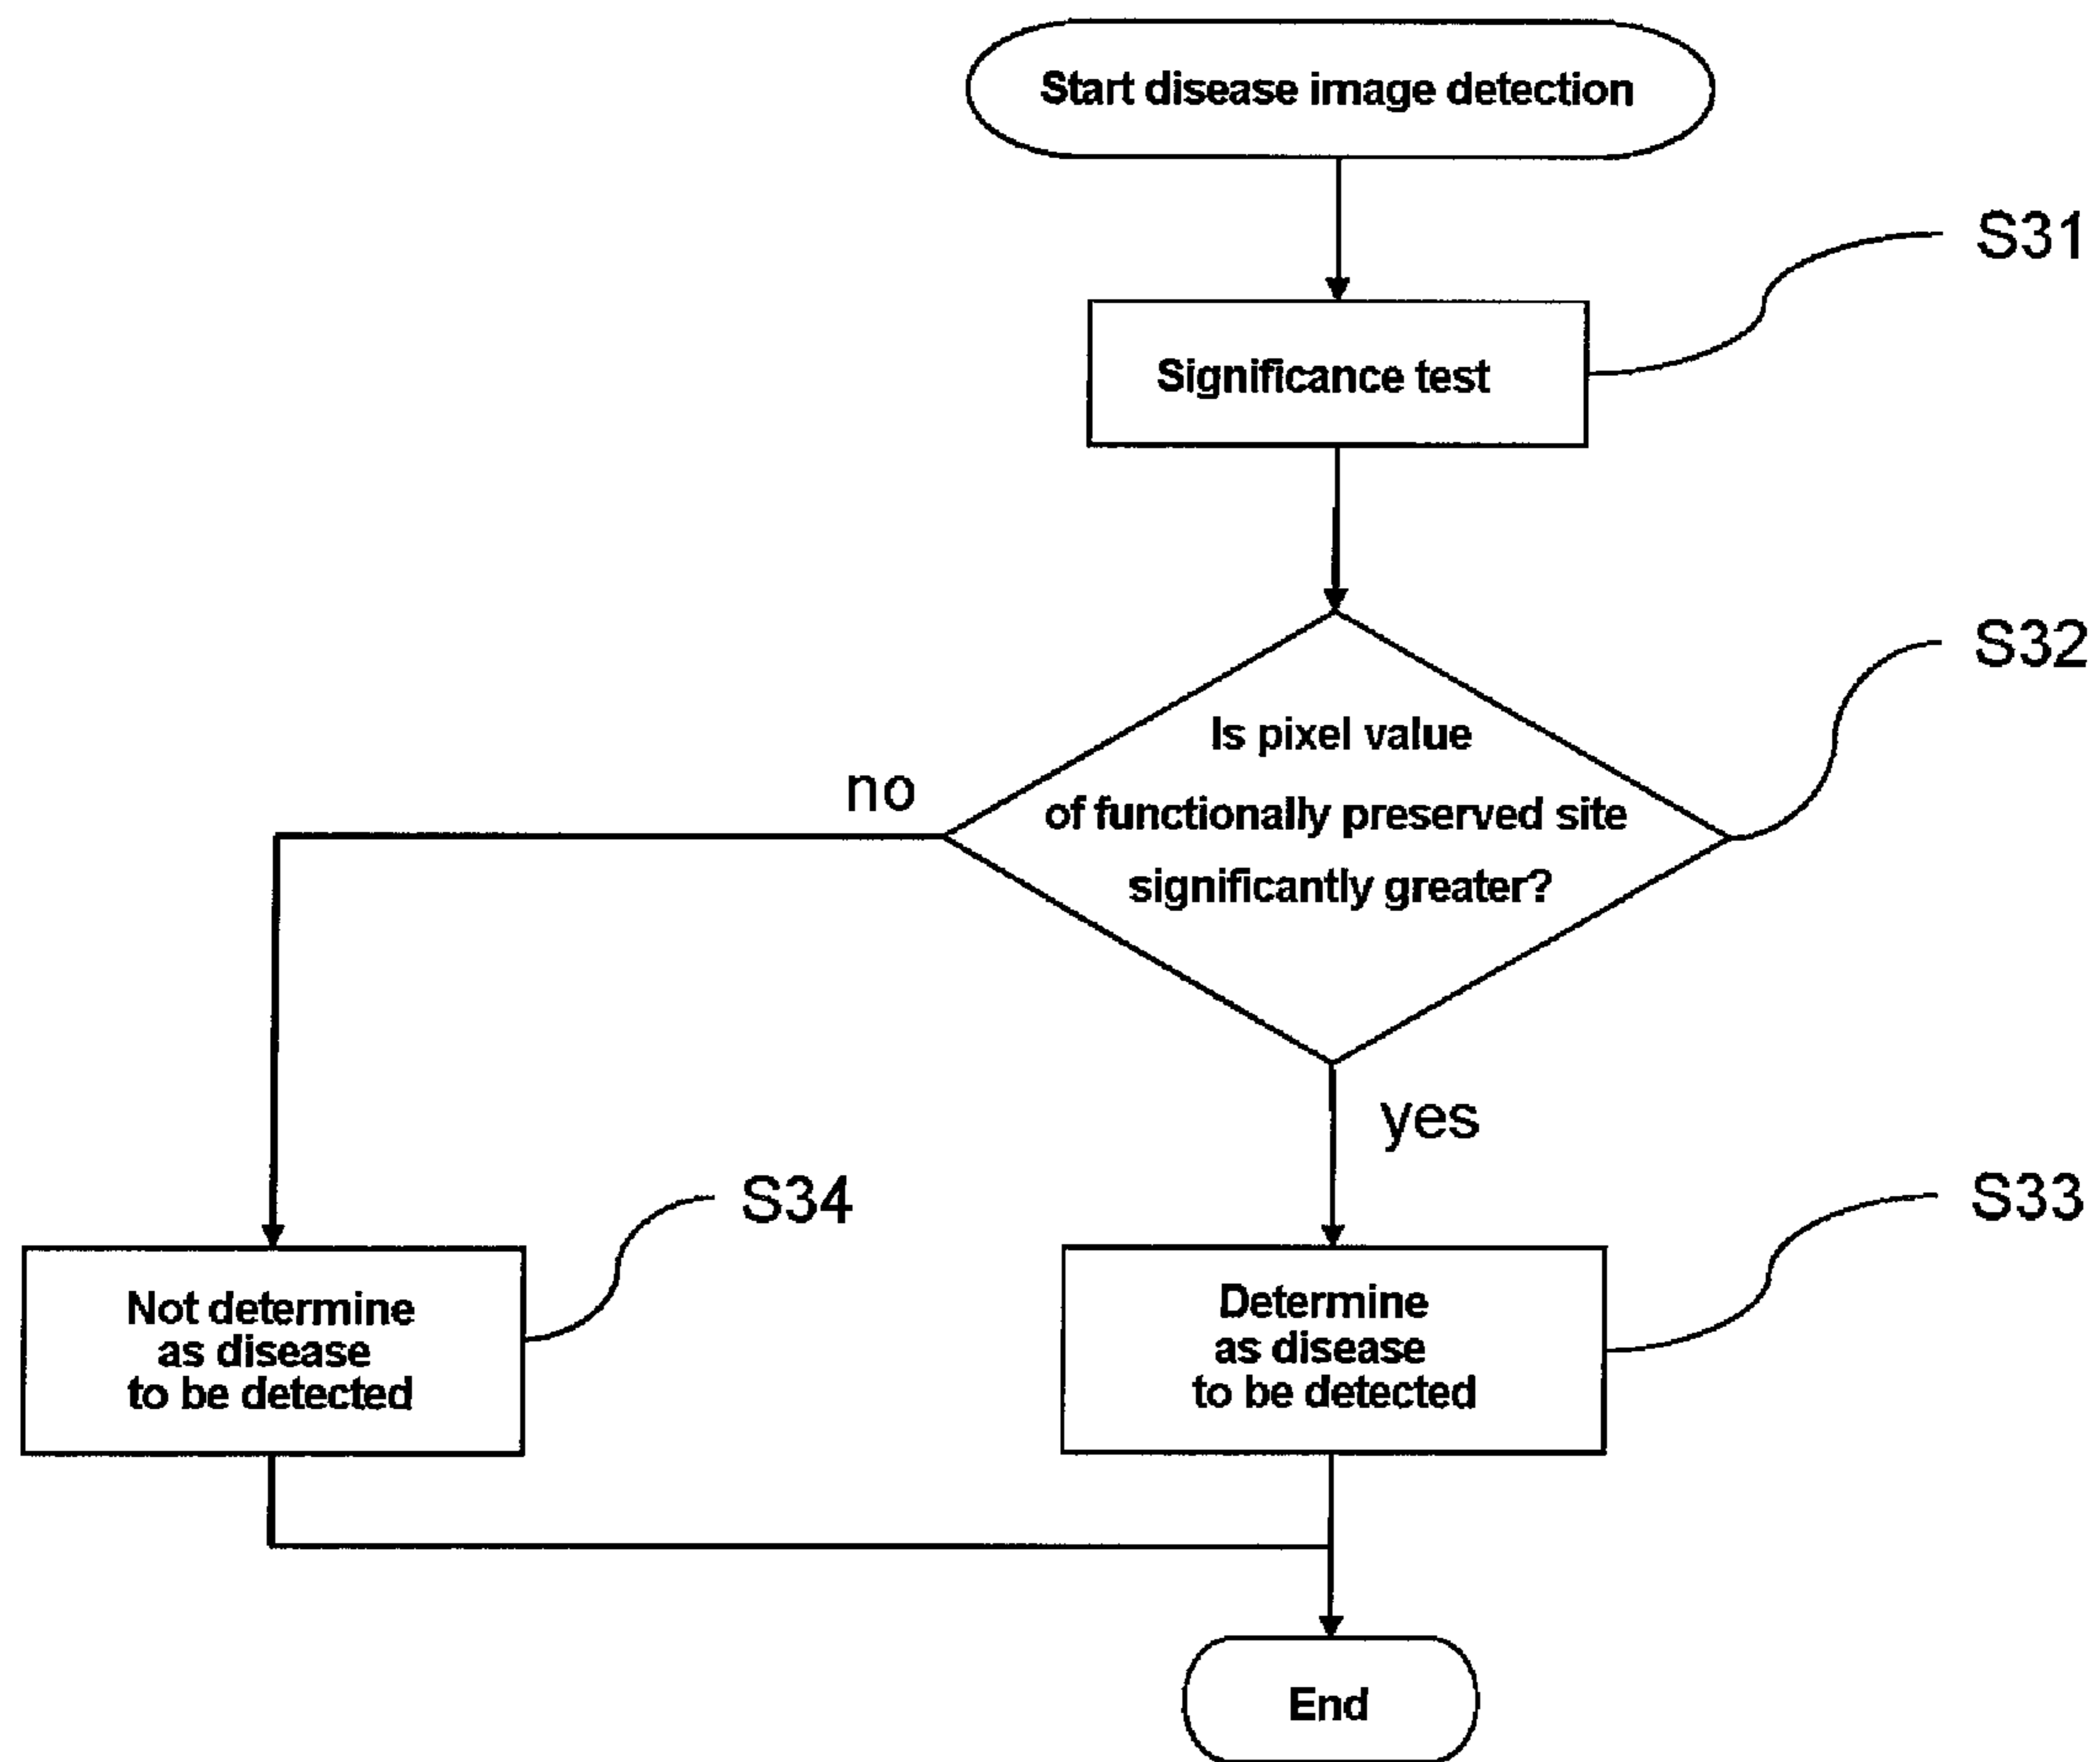 Start disease image detection
S31
Significance test
S32
Is pixel value
of functionally preserved site
significantly greater?
no
yes
S34
S33
Not determine
as disease
to be detected
Determine
as disease
to be detected
End